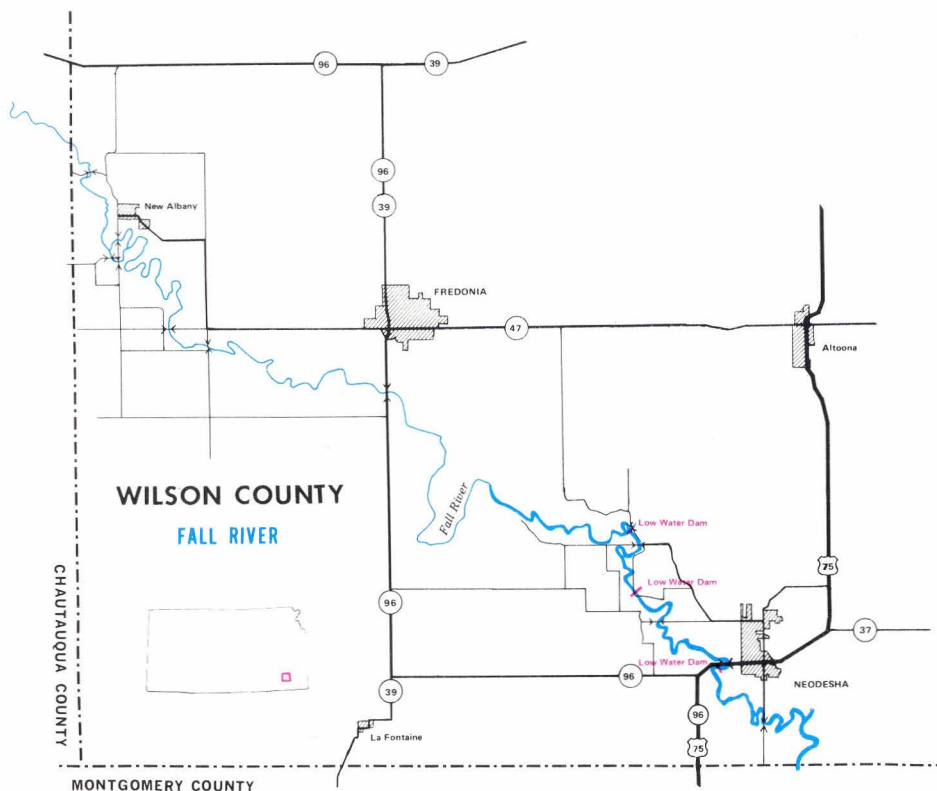 96
39
96
39
New Albany
FREDONIA
47
Altoona
WILSON COUNTY
FALL RIVER
Fall River
Low Water Dam
Low Water Dam
75
CHAUTAUQUA COUNTY
96
37
Low Water Dam
96
NEODESHA
39
96
75
La Fontaine
MONTGOMERY COUNTY